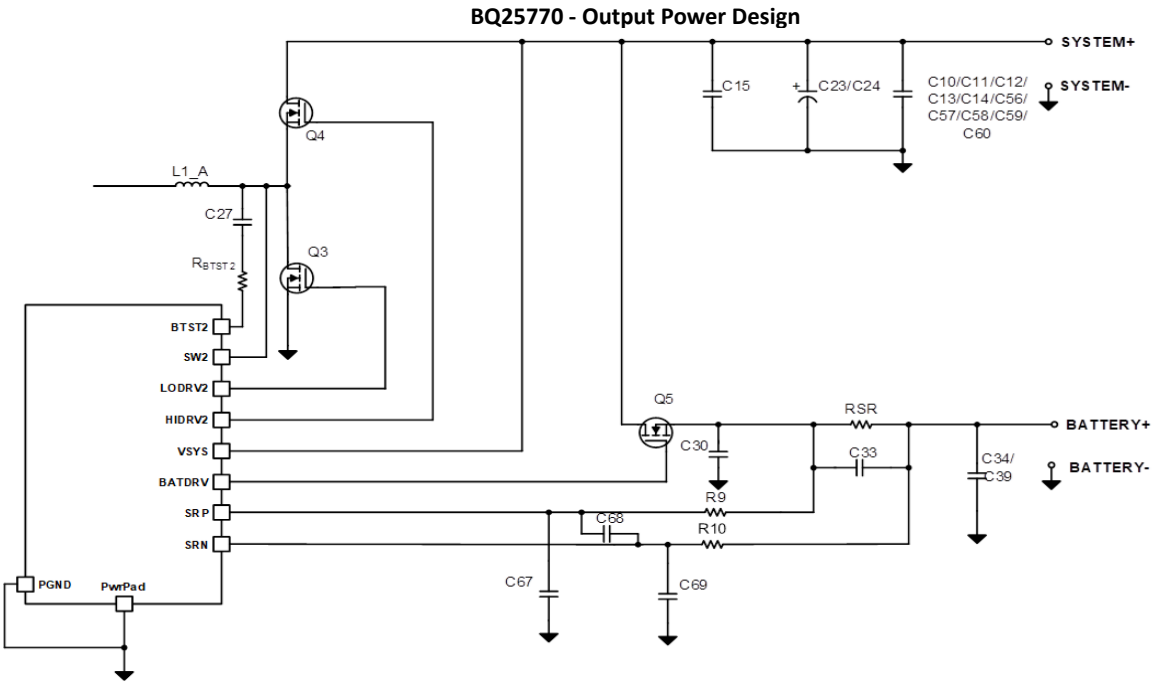 BQ25770 - Output Power Design
SYSTEM+
C15
+
C23/C24
C10/C11/C12/
C13/C14/C56/
C57/C58/C59/
C60
SYSTEM-
Q4
L1_A
C27
Q3
RBTST2
BTST2
SW2
LODRV2
HIDRV2
VSYS
BATDRV
SRP
SRN
PGND
PwrPad
Q5
RSR
BATTERY+
C30
C33
C34/
C39
BATTERY-
R9
C68
R10
C67
C69